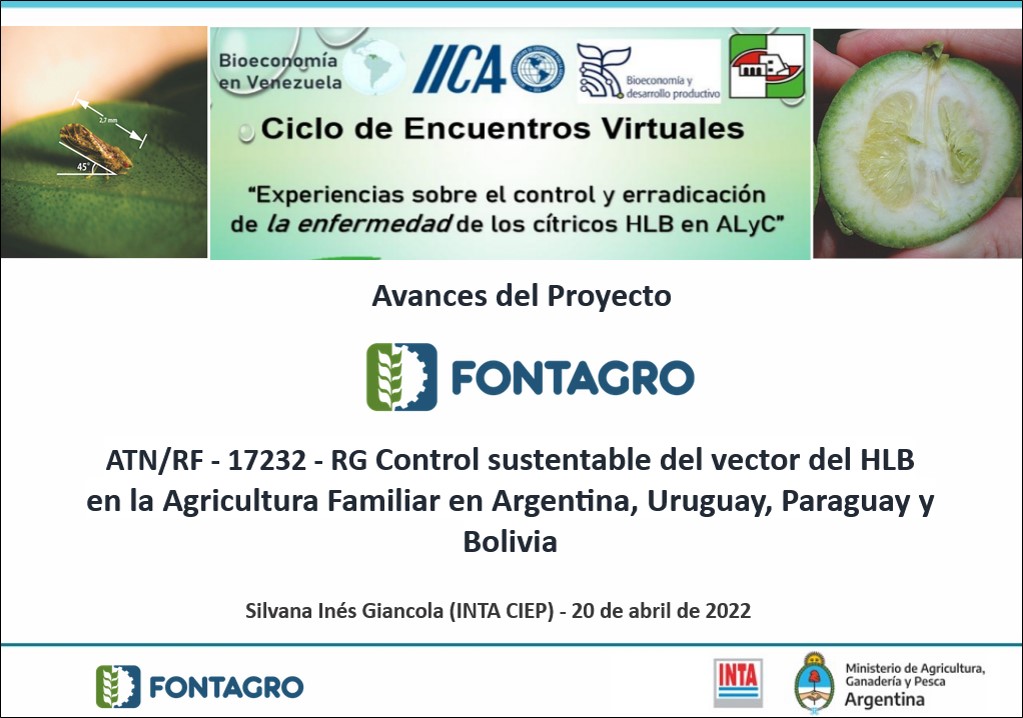 Bioeconomía
en Venezuela
IICA
Bioeconomía y
desarrollo productivo
Ciclo de Encuentros Virtuales
"Experiencias sobre el control y erradicación
de la enfermedad de los cítricos HLB en ALyC"
2,7 mm
45°
Avances del Proyecto
FONTAGRO
ATN/RF - 17232 - RG Control sustentable del vector del HLB
en la Agricultura Familiar en Argentina, Uruguay, Paraguay y
Bolivia
Silvana Inés Giancola (INTA CIEP) - 20 de abril de 2022
FONTAGRO
INTA
Ministerio de Agricultura,
Ganadería y Pesca
Argentina